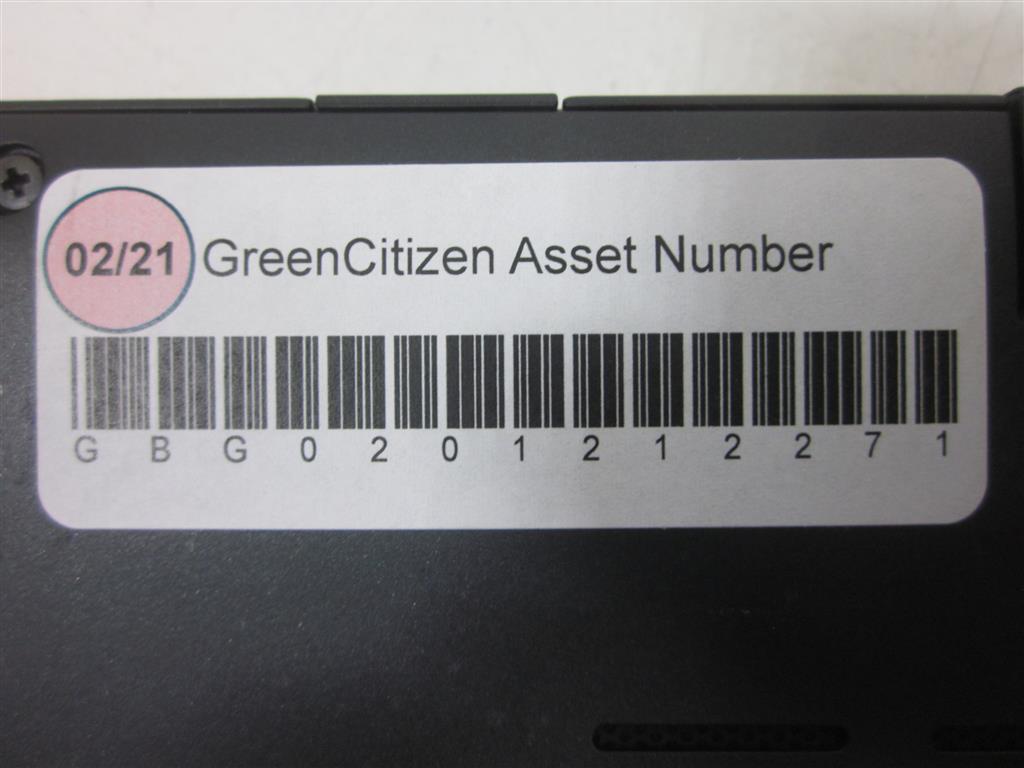 02/21 GreenCitizen Asset Number
G B G 0 2 0 1 2 1 2 2 7 1